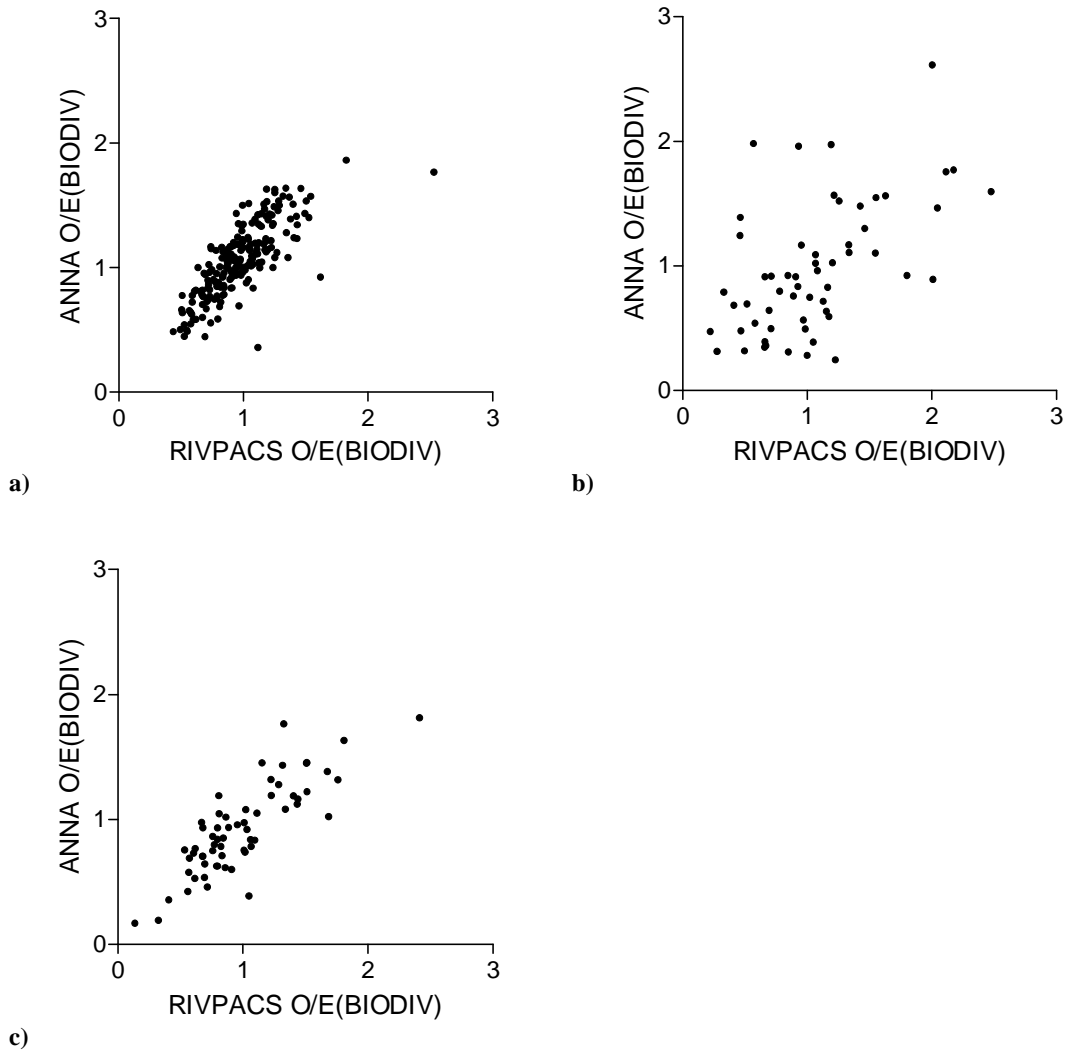 3
2
1
0
0
1
2
3
ANNA O/E(BIODIV)
RIVPACS O/E(BIODIV)
a)
3
2
1
0
0
1
2
3
ANNA O/E(BIODIV)
RIVPACS O/E(BIODIV)
b)
3
2
1
0
0
1
2
3
ANNA O/E(BIODIV)
RIVPACS O/E(BIODIV)
c)